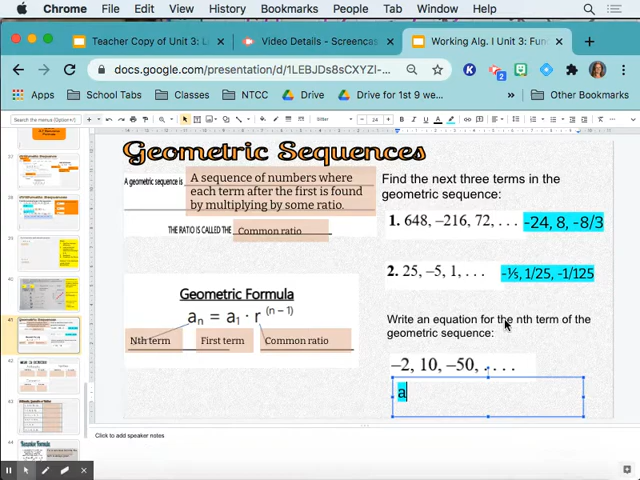 Chrome File Edit View History Bookmarks People Tab Window Help
Teacher Copy of Unit 3: L
Video Details - Screencas
Working Alg. I Unit 3: Fun
docs.google.com/presentation/d/1LEBJDs8sCXYZI-...
Apps School Tabs Classes NTCC Drive Drive for 1st 9 we... Other Bookmarks
Search the menus (Option+/)
24
Geometric Sequences
A geometric sequence is
A sequence of numbers where
each term after the first is found
by multiplying by some ratio.
THE RATIO IS CALLED THE Common ratio
Geometric Formula
aₙ = a₁ · r ⁽ⁿ⁻¹⁾
Nth term First term Common ratio
Find the next three terms in the
geometric sequence:
1. 648, –216, 72, . . . -24, 8, -8/3
2. 25, –5, 1, . . . -⅕, 1/25, -1/125
Write an equation for the nth term of the
geometric sequence:
–2, 10, –50, . . . .
a
Click to add speaker notes